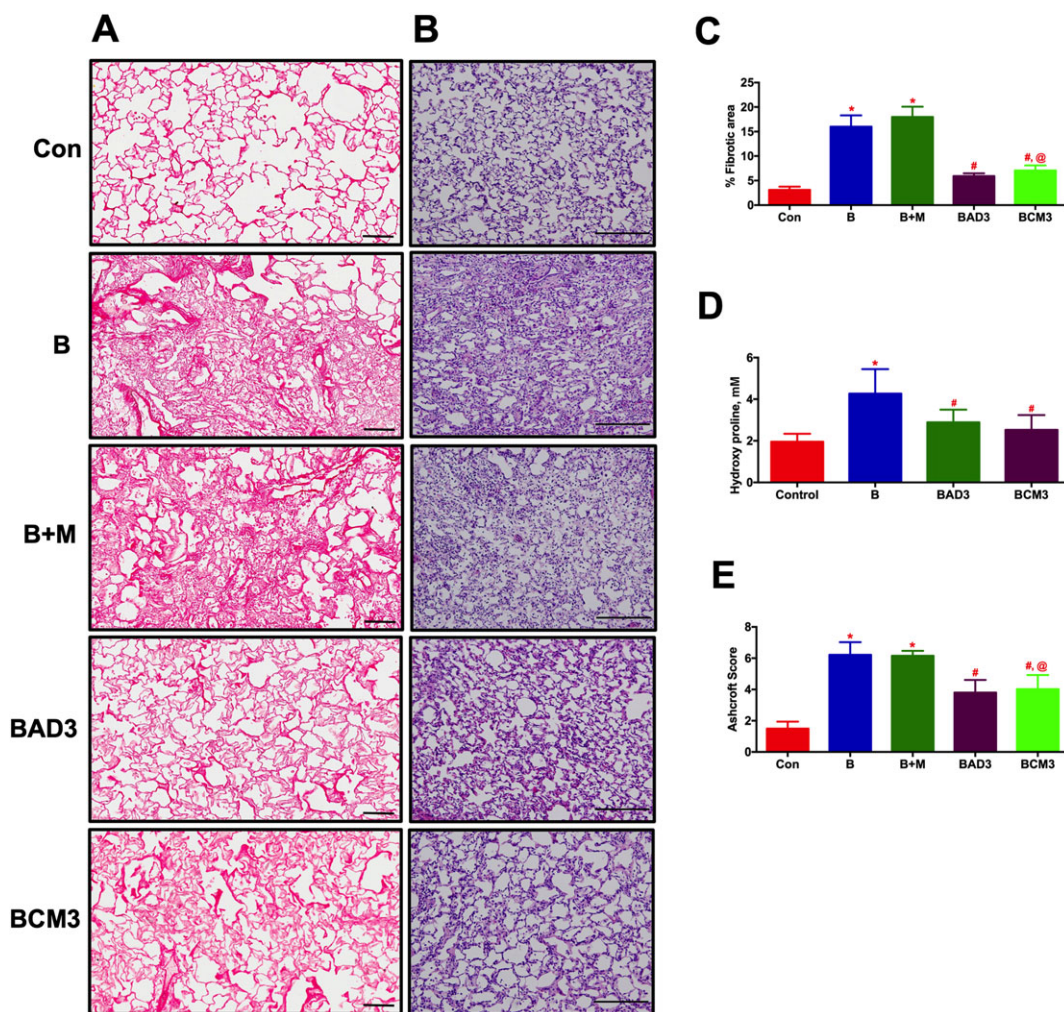 A
B
Con
B
B+M
BAD3
BCM3
C
% Fibrotic area
25
20
15
10
5
0
*
*
#
#, @
Con
B
B+M
BAD3
BCM3
D
Hydroxy proline, mM
6
4
2
0
*
#
#
Control
B
BAD3
BCM3
E
Ashcroft Score
8
6
4
2
0
*
*
#
#, @
Con
B
B+M
BAD3
BCM3